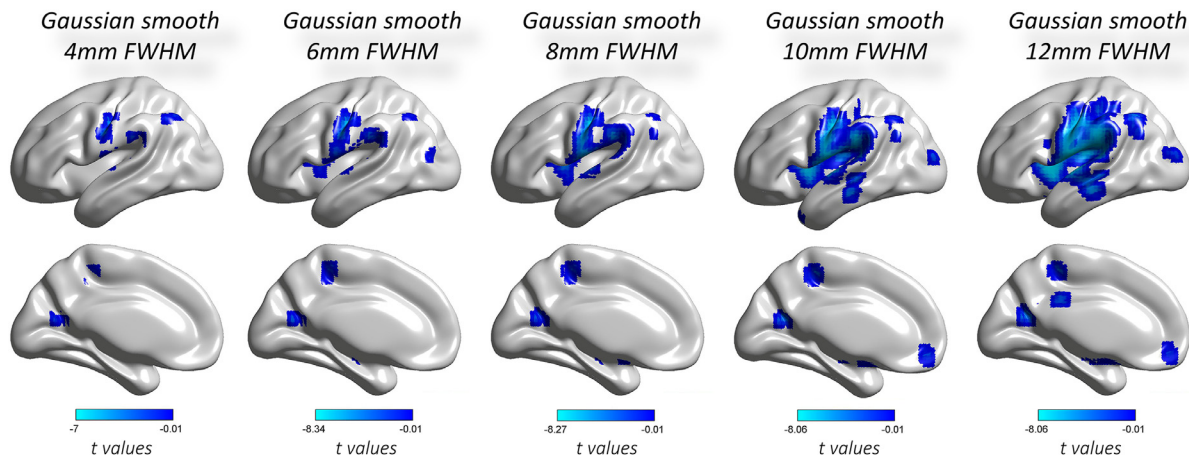 Gaussian smooth
4mm FWHM
Gaussian smooth
6mm FWHM
Gaussian smooth
8mm FWHM
Gaussian smooth
10mm FWHM
Gaussian smooth
12mm FWHM
-7 -0.01
t values
-8.34 -0.01
t values
-8.27 -0.01
t values
-8.06 -0.01
t values
-8.06 -0.01
t values